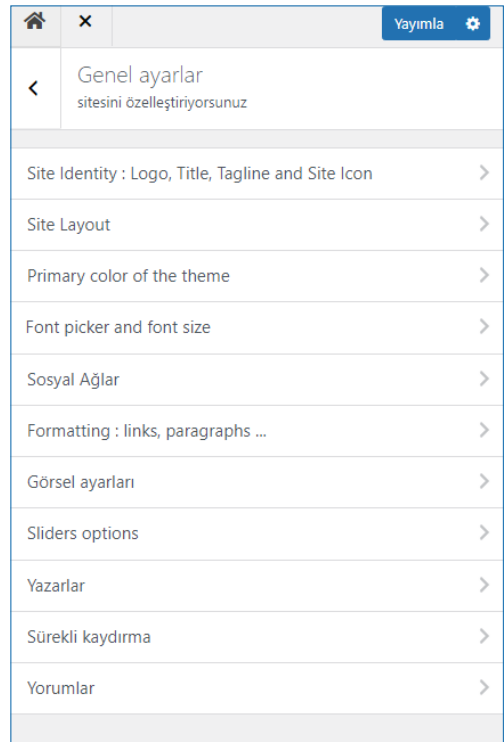 Yayımla
Genel ayarlar
sitesini özelleştiriyorsunuz
Site Identity : Logo, Title, Tagline and Site Icon
Site Layout
Primary color of the theme
Font picker and font size
Sosyal Ağlar
Formatting : links, paragraphs ...
Görsel ayarları
Sliders options
Yazarlar
Sürekli kaydırma
Yorumlar